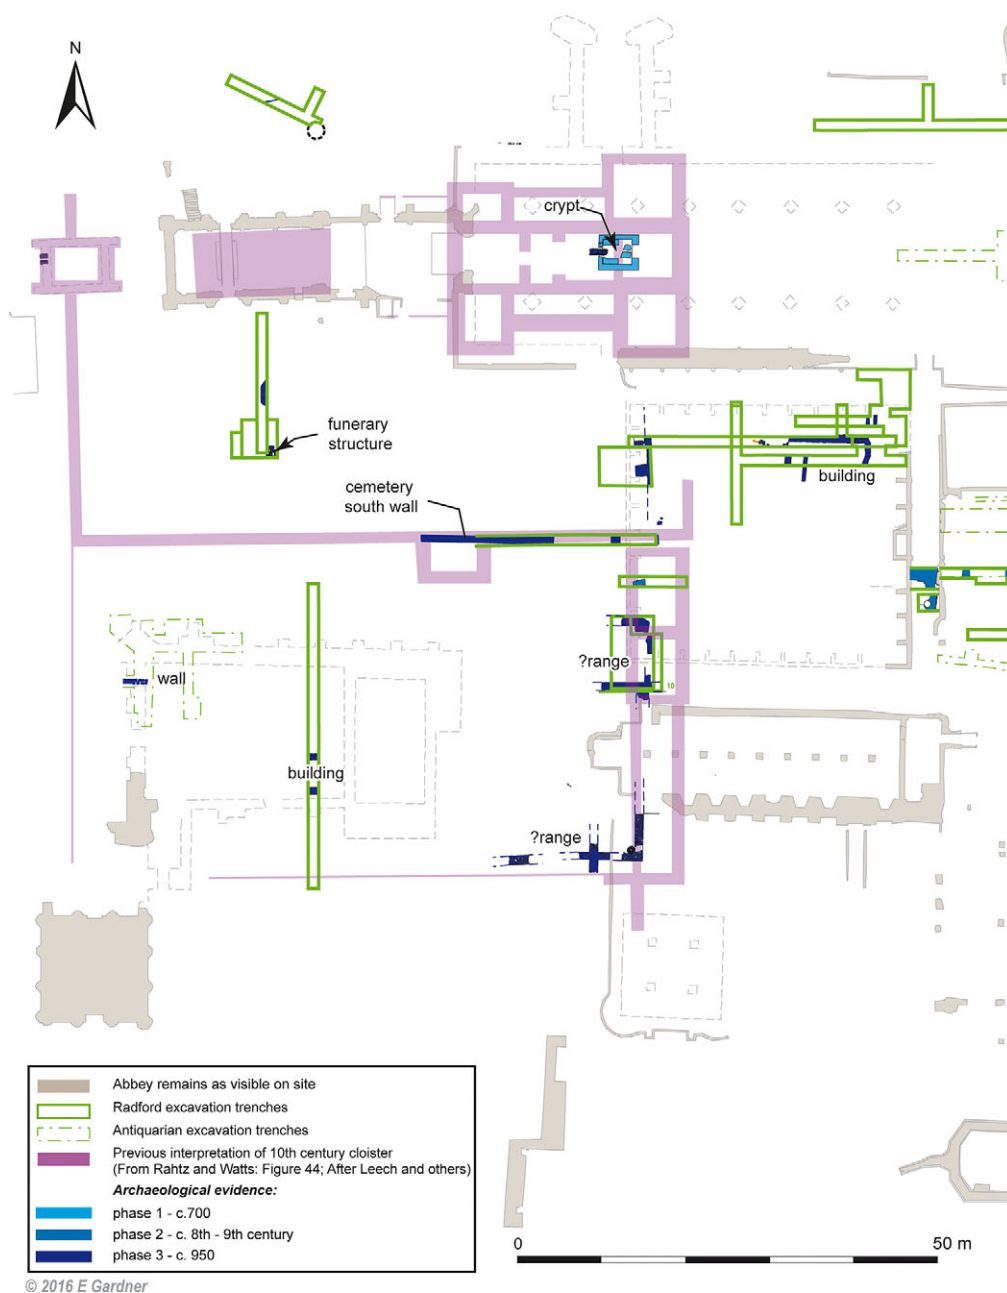 N
crypt
funerary
structure
cemetery
south wall
building
?range
10
wall
building
?range
Abbey remains as visible on site
Radford excavation trenches
Antiquarian excavation trenches
Previous interpretation of 10th century cloister
(From Rahtz and Watts: Figure 44; After Leech and others)
Archaeological evidence:
phase 1 - c.700
phase 2 - c. 8th - 9th century
phase 3 - c. 950
0 50 m
© 2016 E Gardner